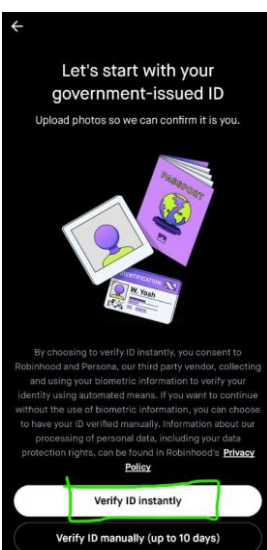 Let's start with your
government-issued ID
Upload photos so we can confirm it is you.
PASSPORT
IDENTIFICATION
W. Yosh
By choosing to verify ID instantly, you consent to
Robinhood and Persona, our third party vendor, collecting
and using your biometric information to verify your
identity using automated means. If you want to continue
without the use of biometric information, you can choose
to have your ID verified manually. Information about our
processing of personal data, including your data
protection rights, can be found in Robinhood's Privacy
Policy
Verify ID instantly
Verify ID manually (up to 10 days)